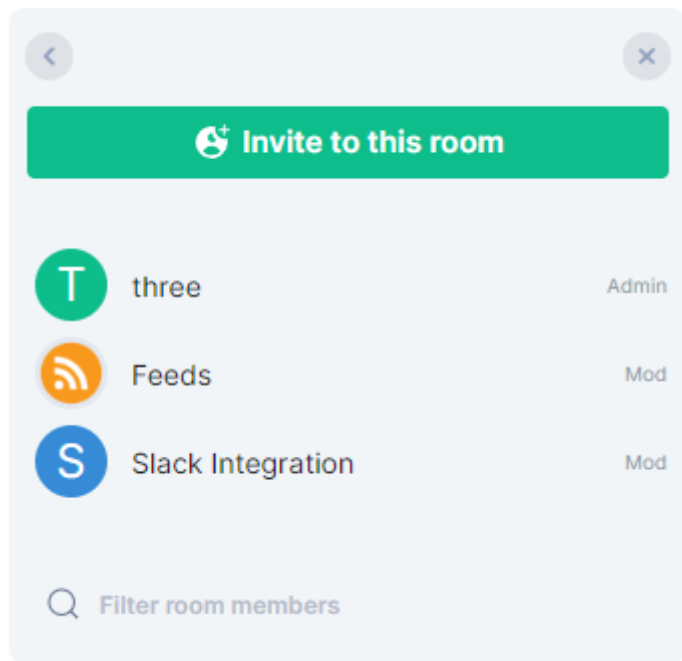 Invite to this room
T three Admin
Feeds Mod
S Slack Integration Mod
Filter room members